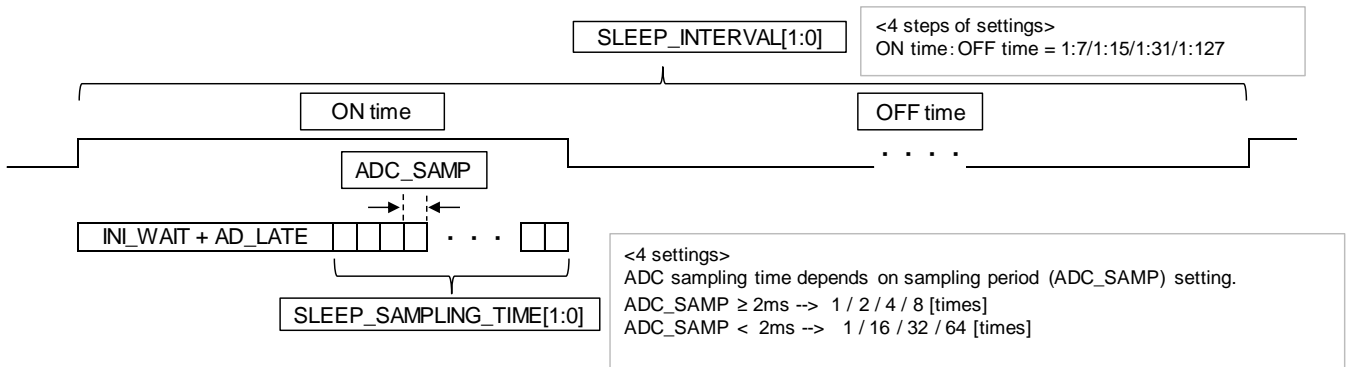 SLEEP_INTERVAL[1:0]
<4 steps of settings>
ON time:OFF time = 1:7/1:15/1:31/1:127
ON time
OFF time
. . . .
ADC_SAMP
INI_WAIT + AD_LATE
. . .
<4 settings>
ADC sampling time depends on sampling period (ADC_SAMP) setting.
ADC_SAMP ≥ 2ms --> 1 / 2 / 4 / 8 [times]
ADC_SAMP < 2ms --> 1 / 16 / 32 / 64 [times]
SLEEP_SAMPLING_TIME[1:0]